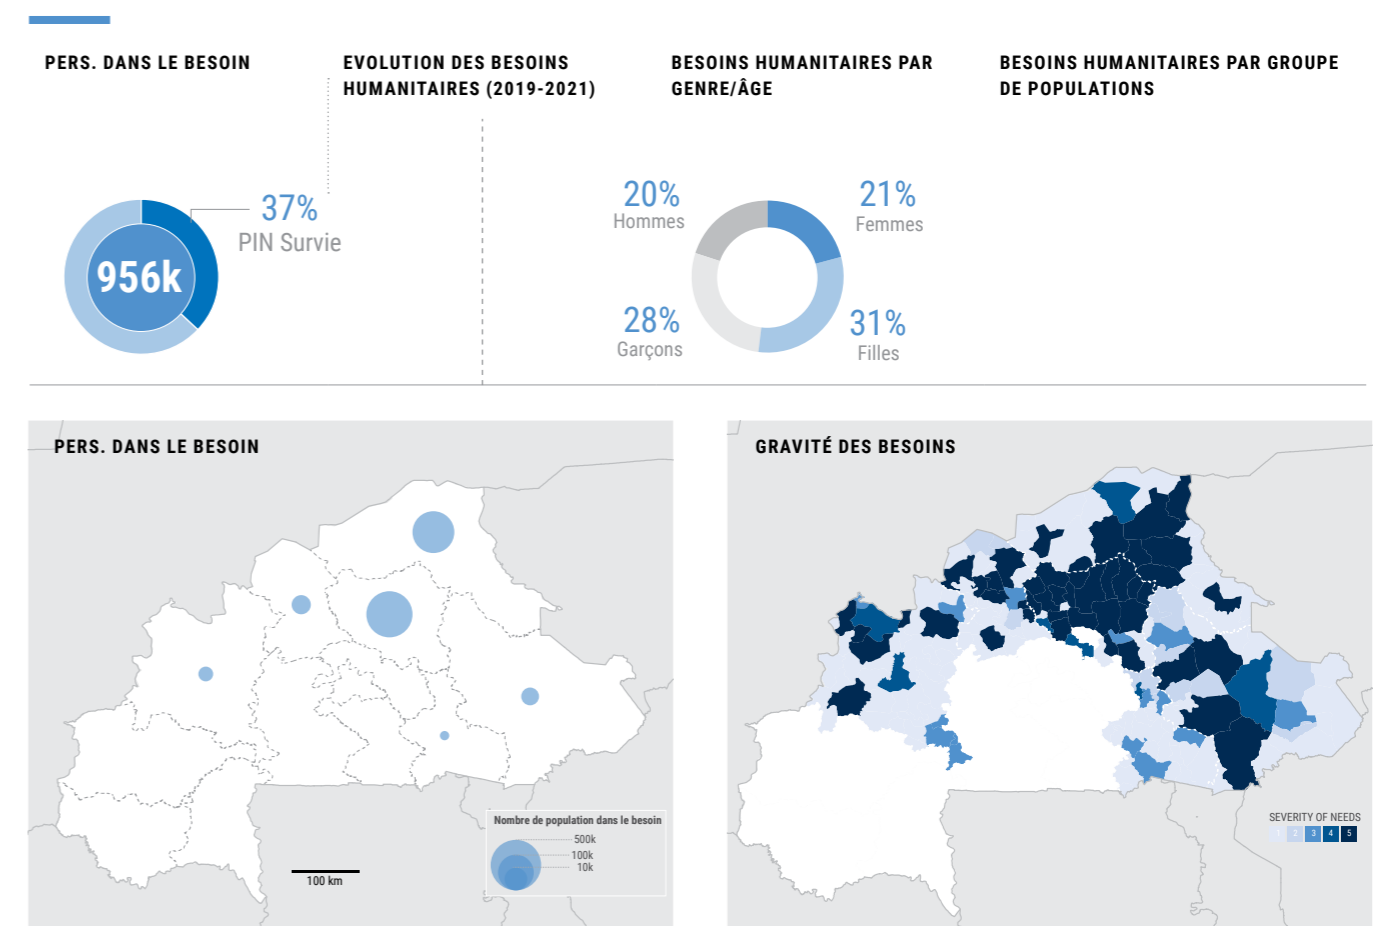 PERS. DANS LE BESOIN
EVOLUTION DES BESOINS
HUMANITAIRES (2019-2021)
BESOINS HUMANITAIRES PAR
GENRE/ÂGE
BESOINS HUMANITAIRES PAR GROUPE
DE POPULATIONS
37%
PIN Survie
956k
20%
Hommes
21%
Femmes
28%
Garçons
31%
Filles
PERS. DANS LE BESOIN
Nombre de population dans le besoin
500k
100k
10k
100 km
GRAVITÉ DES BESOINS
SEVERITY OF NEEDS
1 2 3 4 5